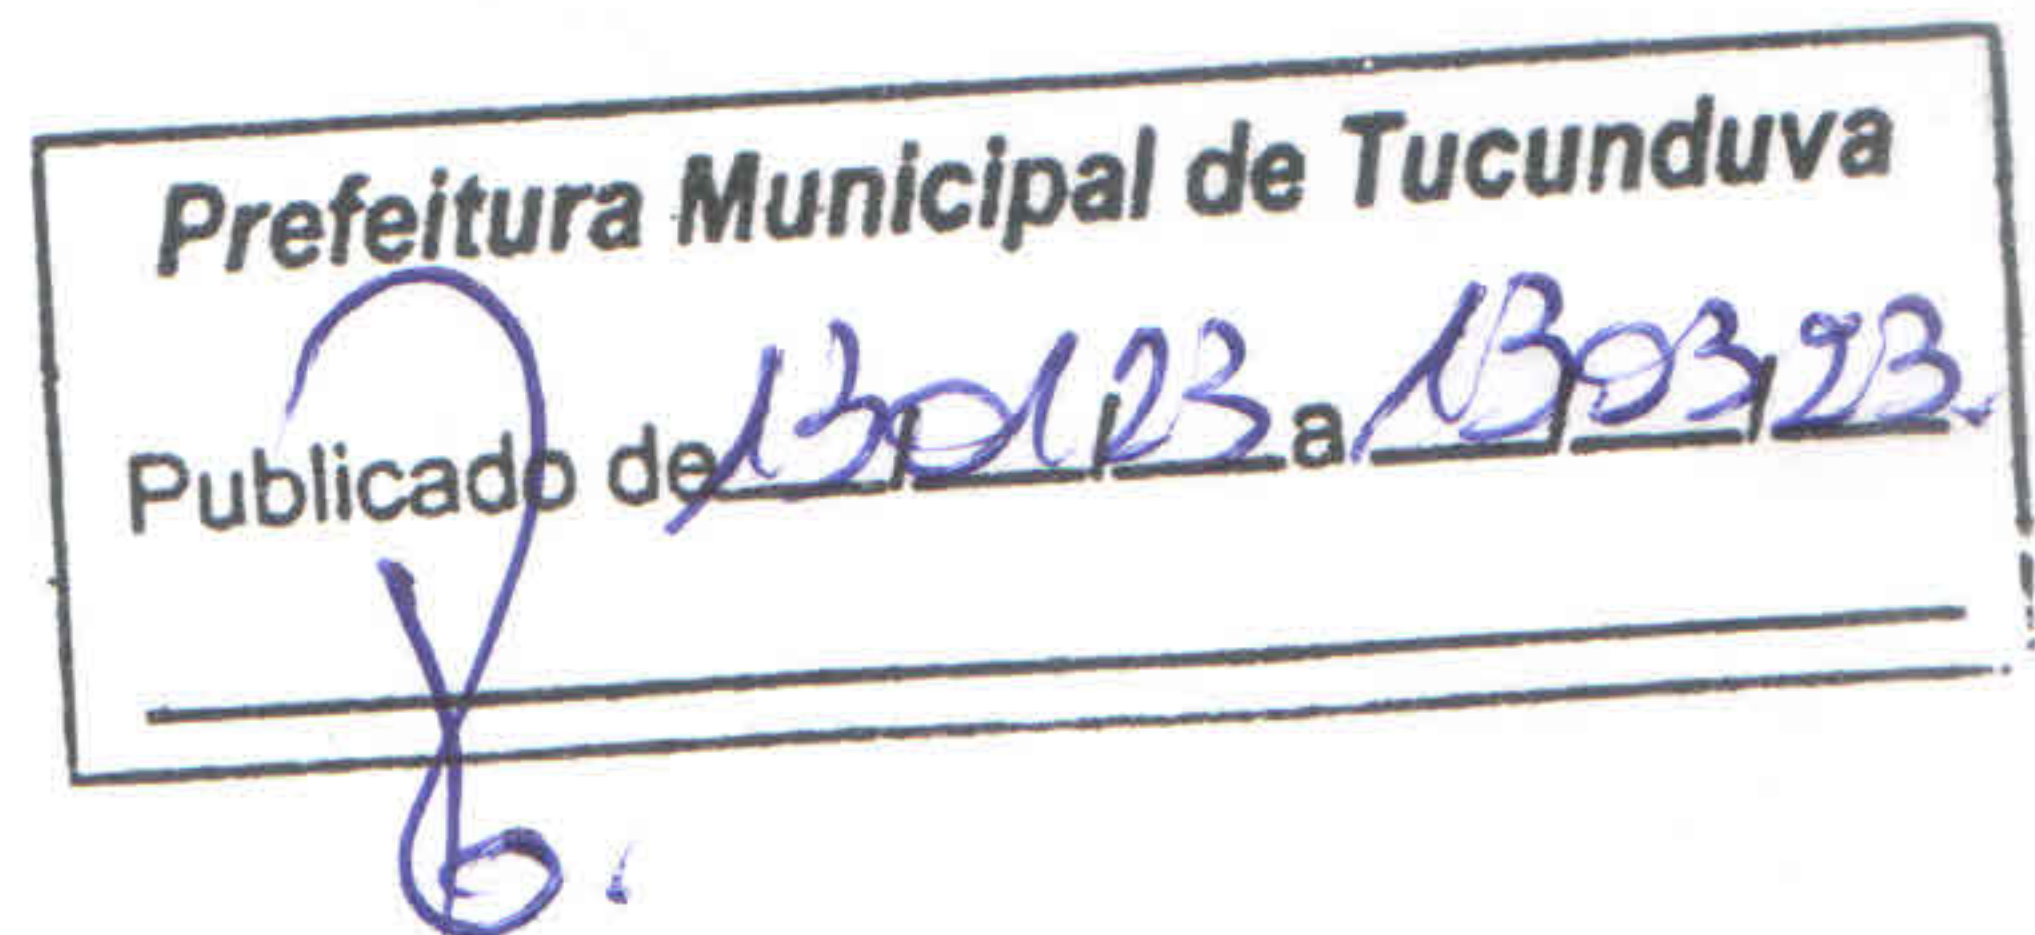 Prefeitura Municipal de Tucunduva
Publicado de 13/01/23 a 13/03/23.